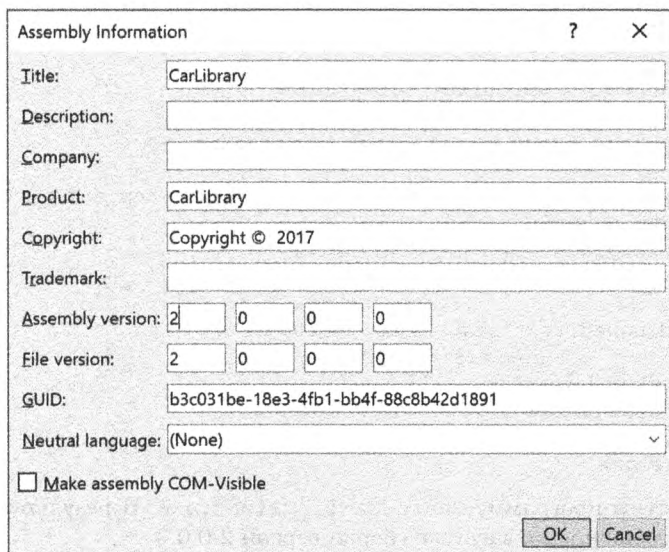 Assembly Information ? ×
Title: CarLibrary
Description:
Company:
Product: CarLibrary
Copyright: Copyright © 2017
Trademark:
Assembly version: 2 0 0 0
File version: 2 0 0 0
GUID: b3c031be-18e3-4fb1-bb4f-88c8b42d1891
Neutral language: (None)
Make assembly COM-Visible
OK Cancel